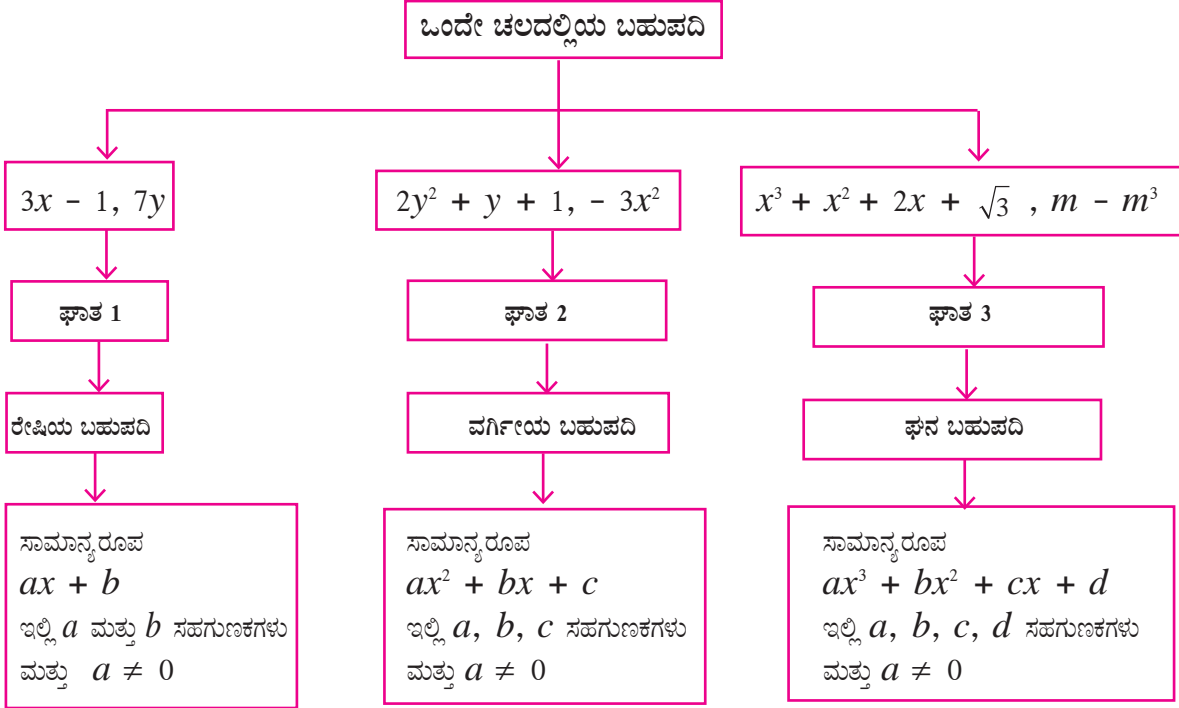 ಒಂದೇ ಚಲದಲ್ಲಿಯ ಬಹುಪದಿ
3x − 1, 7y
2y² + y + 1, − 3x²
x³ + x² + 2x + √3 , m − m³
ಘಾತ 1
ಘಾತ 2
ಘಾತ 3
ರೇಷಿಯ ಬಹುಪದಿ
ವರ್ಗೀಯ ಬಹುಪದಿ
ಘನ ಬಹುಪದಿ
ಸಾಮಾನ್ಯರೂಪ
ax + b
ಇಲ್ಲಿ a ಮತ್ತು b ಸಹಗುಣಕಗಳು
ಮತ್ತು a ≠ 0
ಸಾಮಾನ್ಯರೂಪ
ax² + bx + c
ಇಲ್ಲಿ a, b, c ಸಹಗುಣಕಗಳು
ಮತ್ತು a ≠ 0
ಸಾಮಾನ್ಯರೂಪ
ax³ + bx² + cx + d
ಇಲ್ಲಿ a, b, c, d ಸಹಗುಣಕಗಳು
ಮತ್ತು a ≠ 0